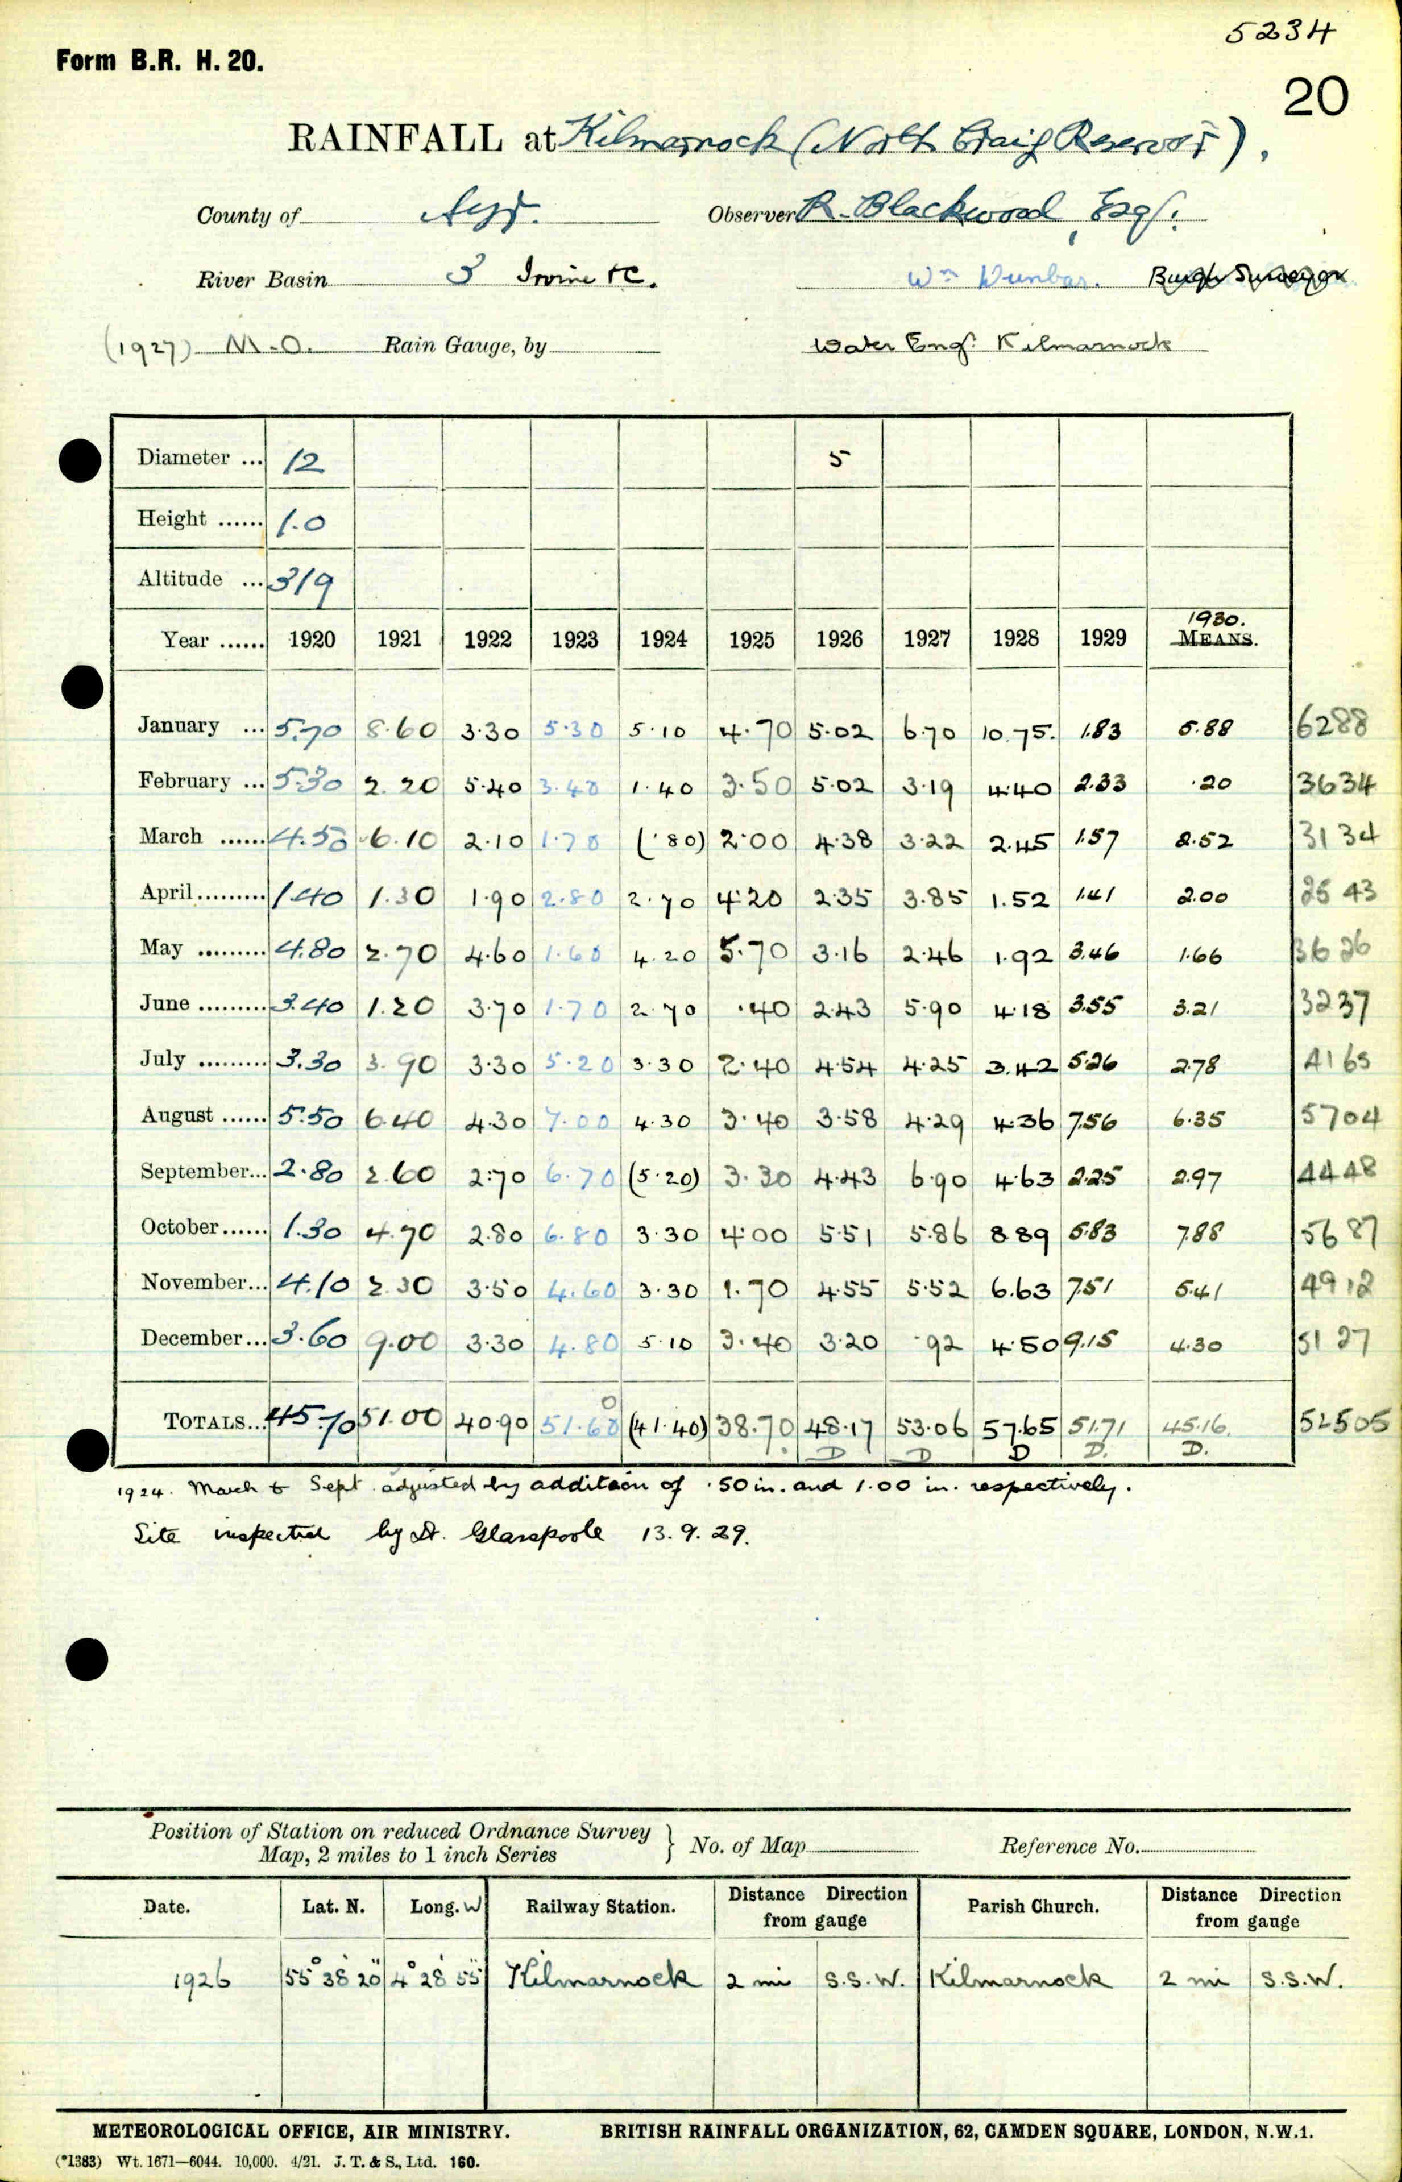 5234
Form B.R. H. 20.
20
RAINFALL at Kilmarnock (North Craig Reservoir).
County of Ayr. Observer R. Blackwood, Esq.
River Basin 3 Irvine &c. Wm Dunbar. Burgh Surveyor
(1927) M.O. Rain Gauge, by Water Engr. Kilmarnock
Diameter ... 12 5
Height ...... 1.0
Altitude ... 319
1930.
Year ...... 1920 1921 1922 1923 1924 1925 1926 1927 1928 1929 MEANS.
January ... 5.70 8.60 3.30 5.30 5.10 4.70 5.02 6.70 10.75. 1.83 5.88 6288
February ... 5.30 2.20 5.40 3.40 1.40 3.50 5.02 3.19 4.40 2.33 .20 3634
March ...... 4.50 6.10 2.10 1.70 (.80) 2.00 4.38 3.22 2.45 1.57 2.52 3134
April ......... 1.40 1.30 1.90 2.80 2.70 4.20 2.35 3.85 1.52 1.41 2.00 2543
May ......... 4.80 2.70 4.60 1.60 4.20 5.70 3.16 2.46 1.92 3.46 1.66 3626
June ......... 3.40 1.20 3.70 1.70 2.70 .40 2.43 5.90 4.18 3.55 3.21 3237
July ......... 3.30 3.90 3.30 5.20 3.30 2.40 4.54 4.25 3.42 5.26 2.78 4165
August ...... 5.50 6.40 4.30 7.00 4.30 3.40 3.58 4.29 4.36 7.56 6.35 5704
September... 2.80 2.60 2.70 6.70 (5.20) 3.30 4.43 6.90 4.63 2.25 2.97 4448
October...... 1.30 4.70 2.80 6.80 3.30 4.00 5.51 5.86 8.89 5.83 7.88 5687
November... 4.10 2.30 3.50 4.60 3.30 1.70 4.55 5.52 6.63 7.51 5.41 4912
December... 3.60 9.00 3.30 4.80 5.10 3.40 3.20 .92 4.50 9.15 4.30 5127
TOTALS... 45.70 51.00 40.90 51.60 (41.40) 38.70 48.17 53.06 57.65 51.71 45.16. 52505
D D D D. D.
1924. March & Sept. adjusted by addition of .50 in. and 1.00 in. respectively.
Site inspected by Dr. Glasspoole 13.9.29.
Position of Station on reduced Ordnance Survey
Map, 2 miles to 1 inch Series } No. of Map Reference No.
Date. Lat. N. Long. W Railway Station. Distance Direction from gauge Parish Church. Distance Direction from gauge
1926 55° 38' 20" 4° 28' 55" Kilmarnock 2 mi S.S.W. Kilmarnock 2 mi S.S.W.
METEOROLOGICAL OFFICE, AIR MINISTRY. BRITISH RAINFALL ORGANIZATION, 62, CAMDEN SQUARE, LONDON, N.W.1.
(*1383) Wt. 1671—6044. 10,000. 4/21. J. T. & S., Ltd. 160.